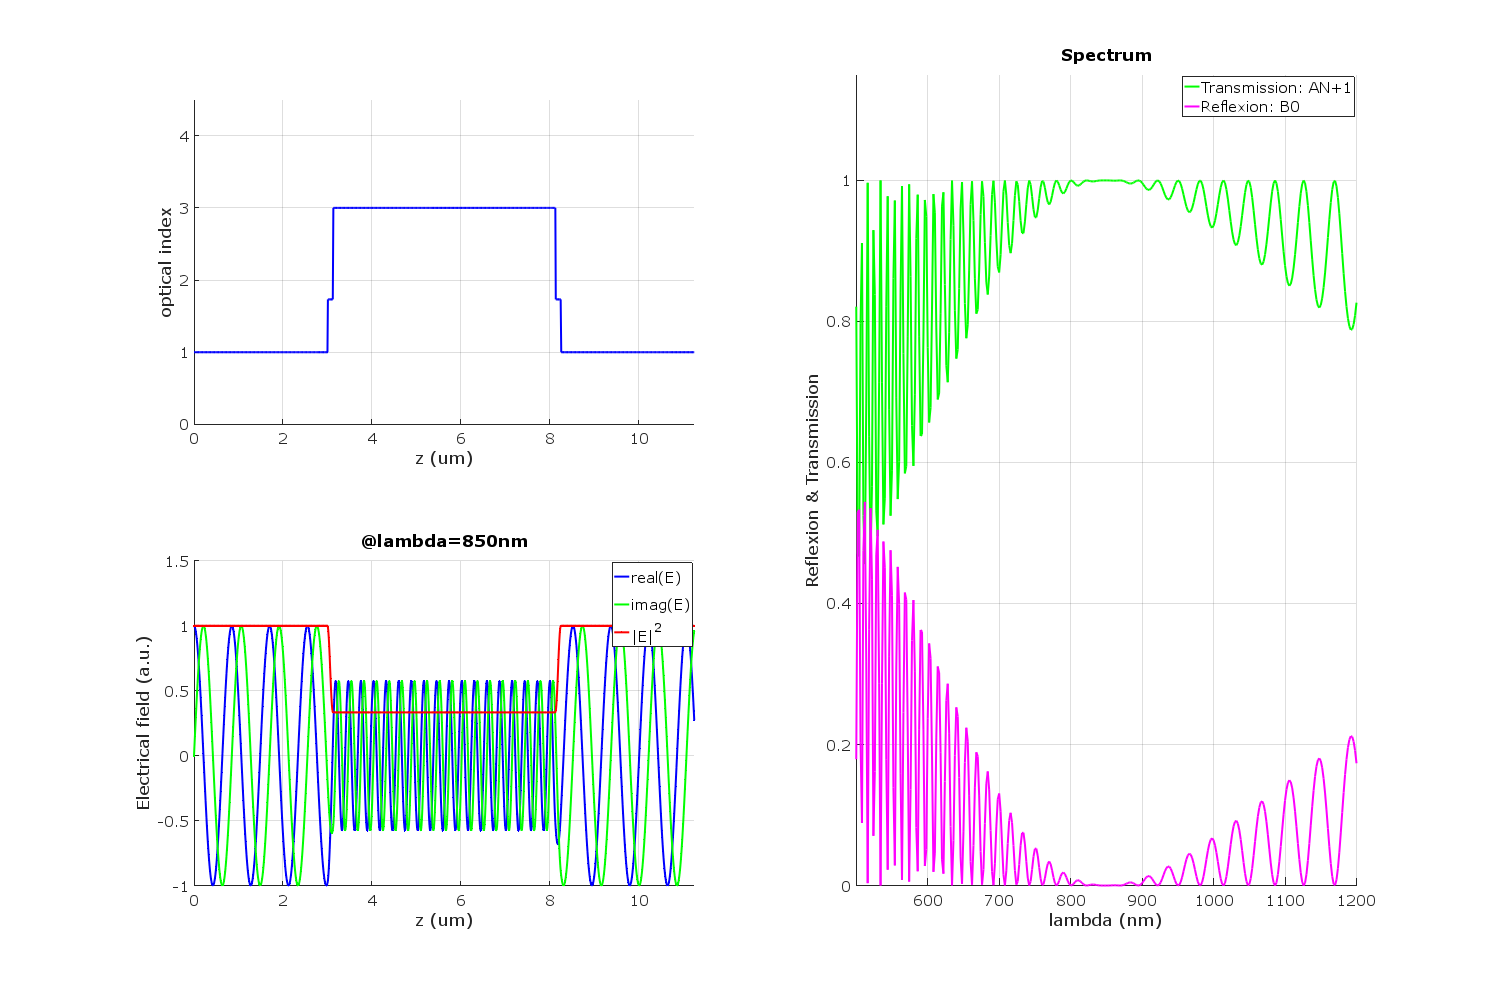 4
3
2
1
0
optical index
0 2 4 6 8 10
z (um)
@lambda=850nm
1.5
1
0.5
0
-0.5
-1
Electrical field (a.u.)
real(E)
imag(E)
|E|2
0 2 4 6 8 10
z (um)
Spectrum
Transmission: AN+1
Reflexion: B0
1
0.8
0.6
0.4
0.2
0
Reflexion & Transmission
600 700 800 900 1000 1100 1200
lambda (nm)